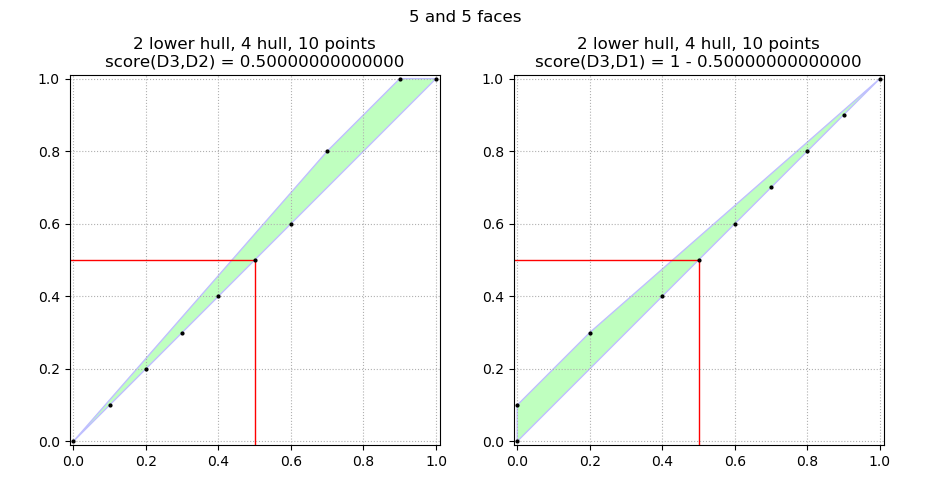 5 and 5 faces
2 lower hull, 4 hull, 10 points
score(D3,D2) = 0.50000000000000
1.0
0.8
0.6
0.4
0.2
0.0
0.0 0.2 0.4 0.6 0.8 1.0
2 lower hull, 4 hull, 10 points
score(D3,D1) = 1 - 0.50000000000000
1.0
0.8
0.6
0.4
0.2
0.0
0.0 0.2 0.4 0.6 0.8 1.0